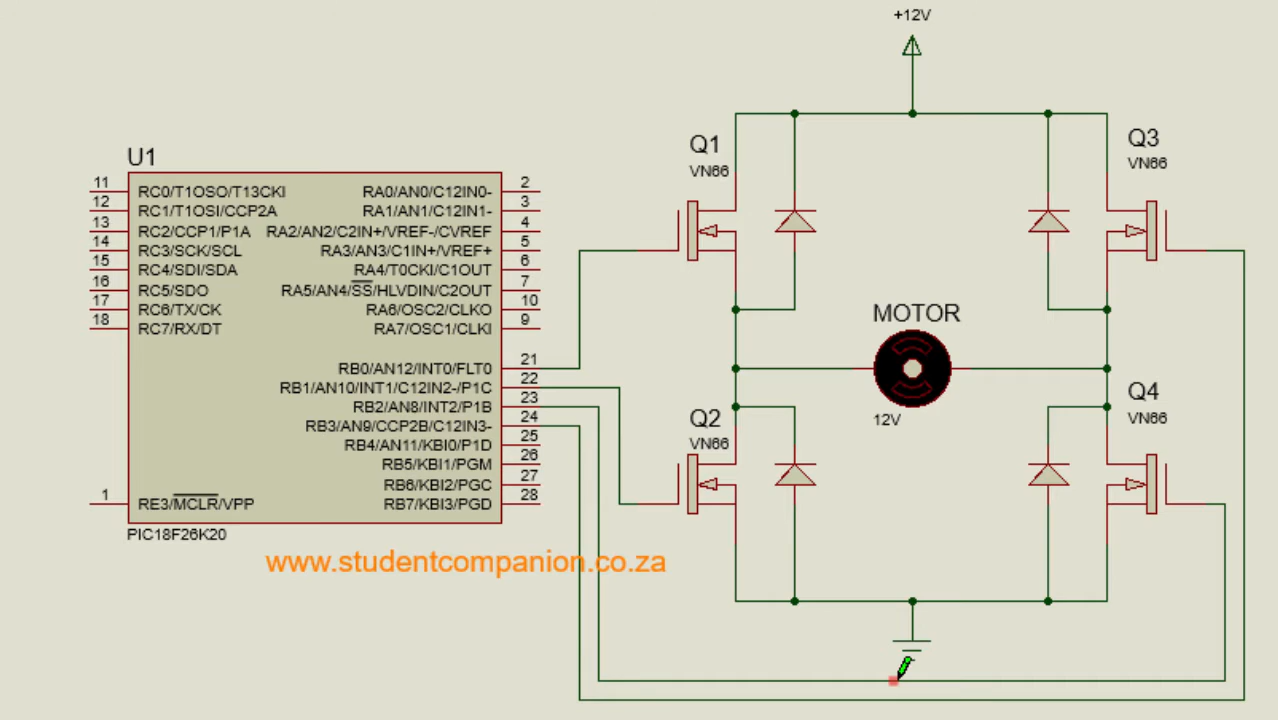 +12V
U1
11 RC0/T1OSO/T13CKI RA0/AN0/C12IN0- 2
12 RC1/T1OSI/CCP2A RA1/AN1/C12IN1- 3
13 RC2/CCP1/P1A RA2/AN2/C2IN+/VREF-/CVREF 4
14 RC3/SCK/SCL RA3/AN3/C1IN+/VREF+ 5
15 RC4/SDI/SDA RA4/T0CKI/C1OUT 6
16 RC5/SDO RA5/AN4/SS/HLVDIN/C2OUT 7
17 RC6/TX/CK RA6/OSC2/CLKO 10
18 RC7/RX/DT RA7/OSC1/CLKI 9
RB0/AN12/INT0/FLT0 21
RB1/AN10/INT1/C12IN2-/P1C 22
RB2/AN8/INT2/P1B 23
RB3/AN9/CCP2B/C12IN3- 24
RB4/AN11/KBI0/P1D 25
RB5/KBI1/PGM 26
RB6/KBI2/PGC 27
1 RE3/MCLR/VPP RB7/KBI3/PGD 28
PIC18F26K20
www.studentcompanion.co.za
Q1
VN66
Q3
VN66
MOTOR
12V
Q2
VN66
Q4
VN66